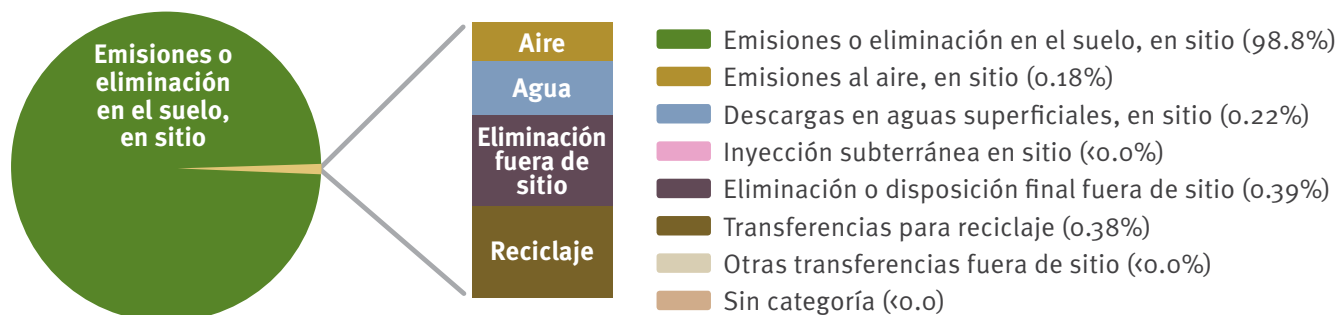 Emisiones o
eliminación
en el suelo,
en sitio
Aire
Agua
Eliminación
fuera de
sitio
Reciclaje
Emisiones o eliminación en el suelo, en sitio (98.8%)
Emisiones al aire, en sitio (0.18%)
Descargas en aguas superficiales, en sitio (0.22%)
Inyección subterránea en sitio (<0.0%)
Eliminación o disposición final fuera de sitio (0.39%)
Transferencias para reciclaje (0.38%)
Otras transferencias fuera de sitio (<0.0%)
Sin categoría (<0.0)